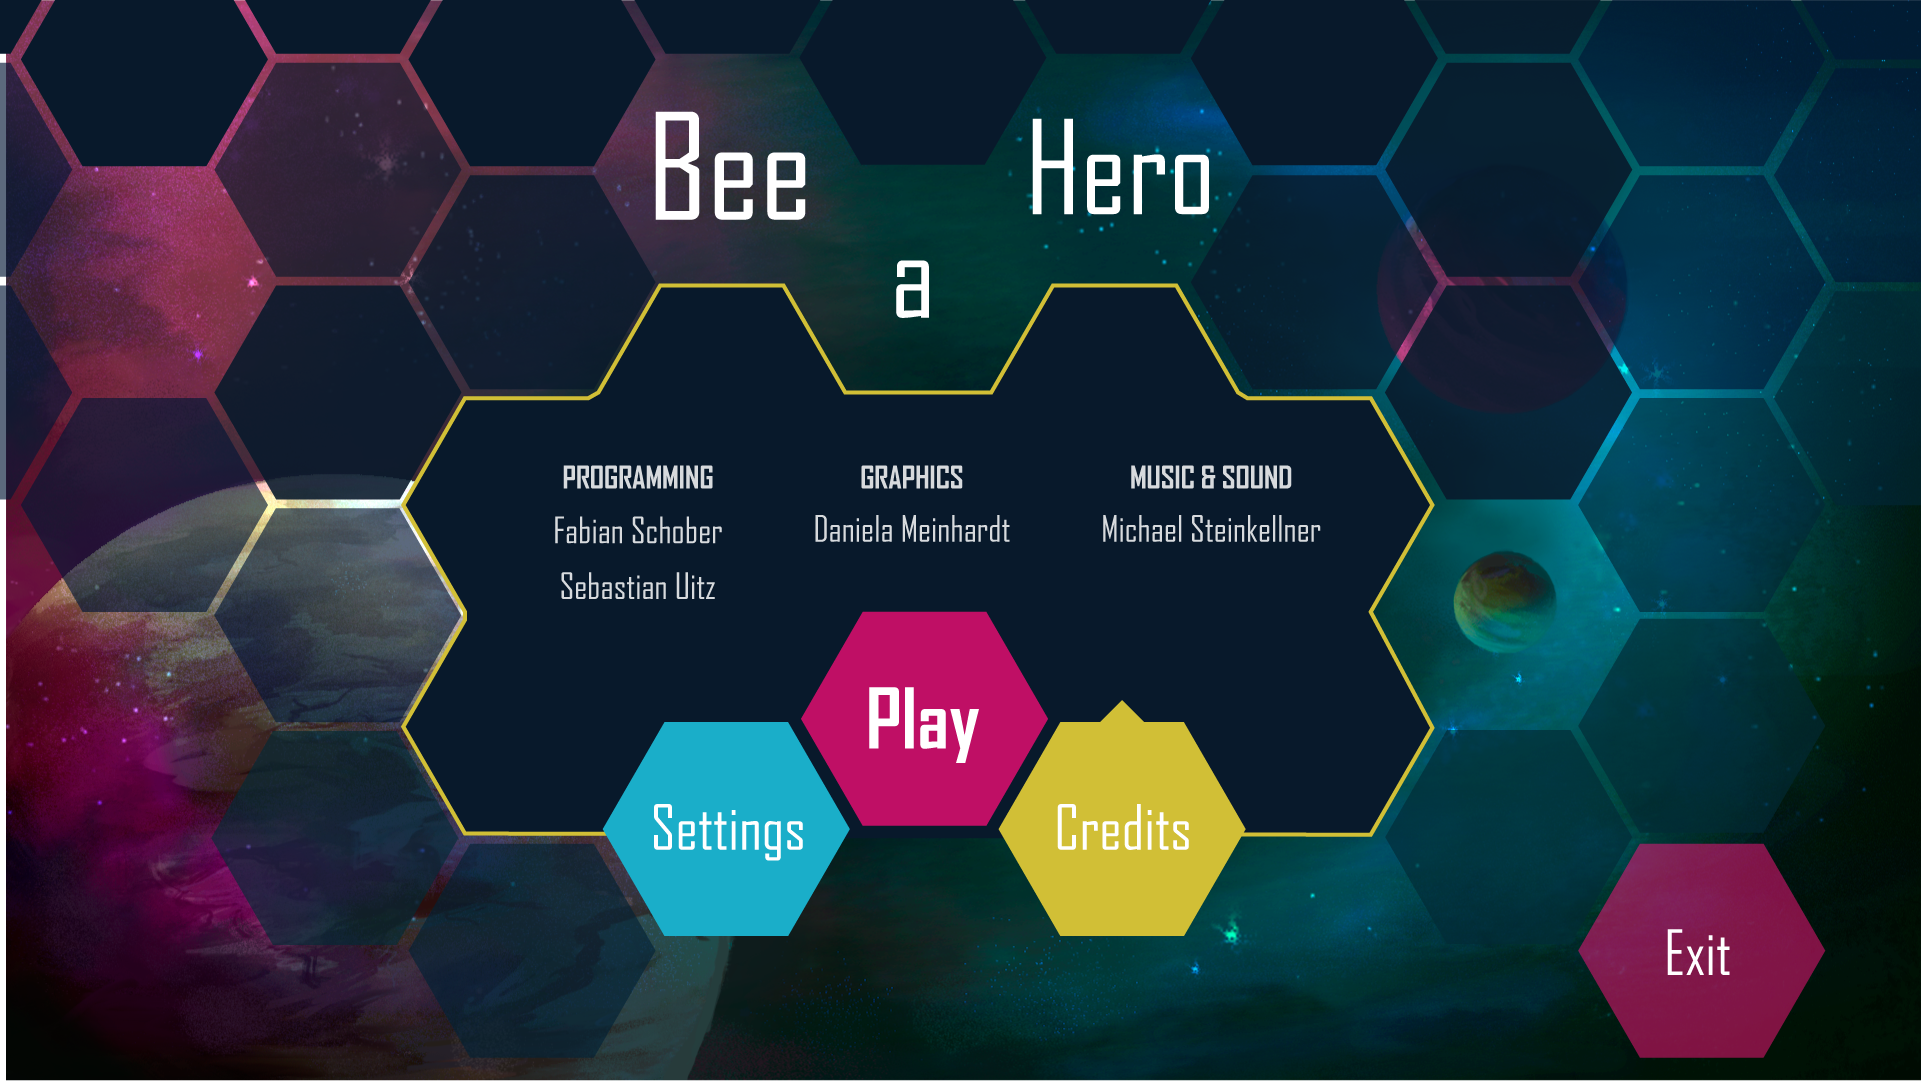 Bee
a
Hero
PROGRAMMING
Fabian Schober
Sebastian Uitz
GRAPHICS
Daniela Meinhardt
MUSIC & SOUND
Michael Steinkellner
Play
Settings
Credits
Exit